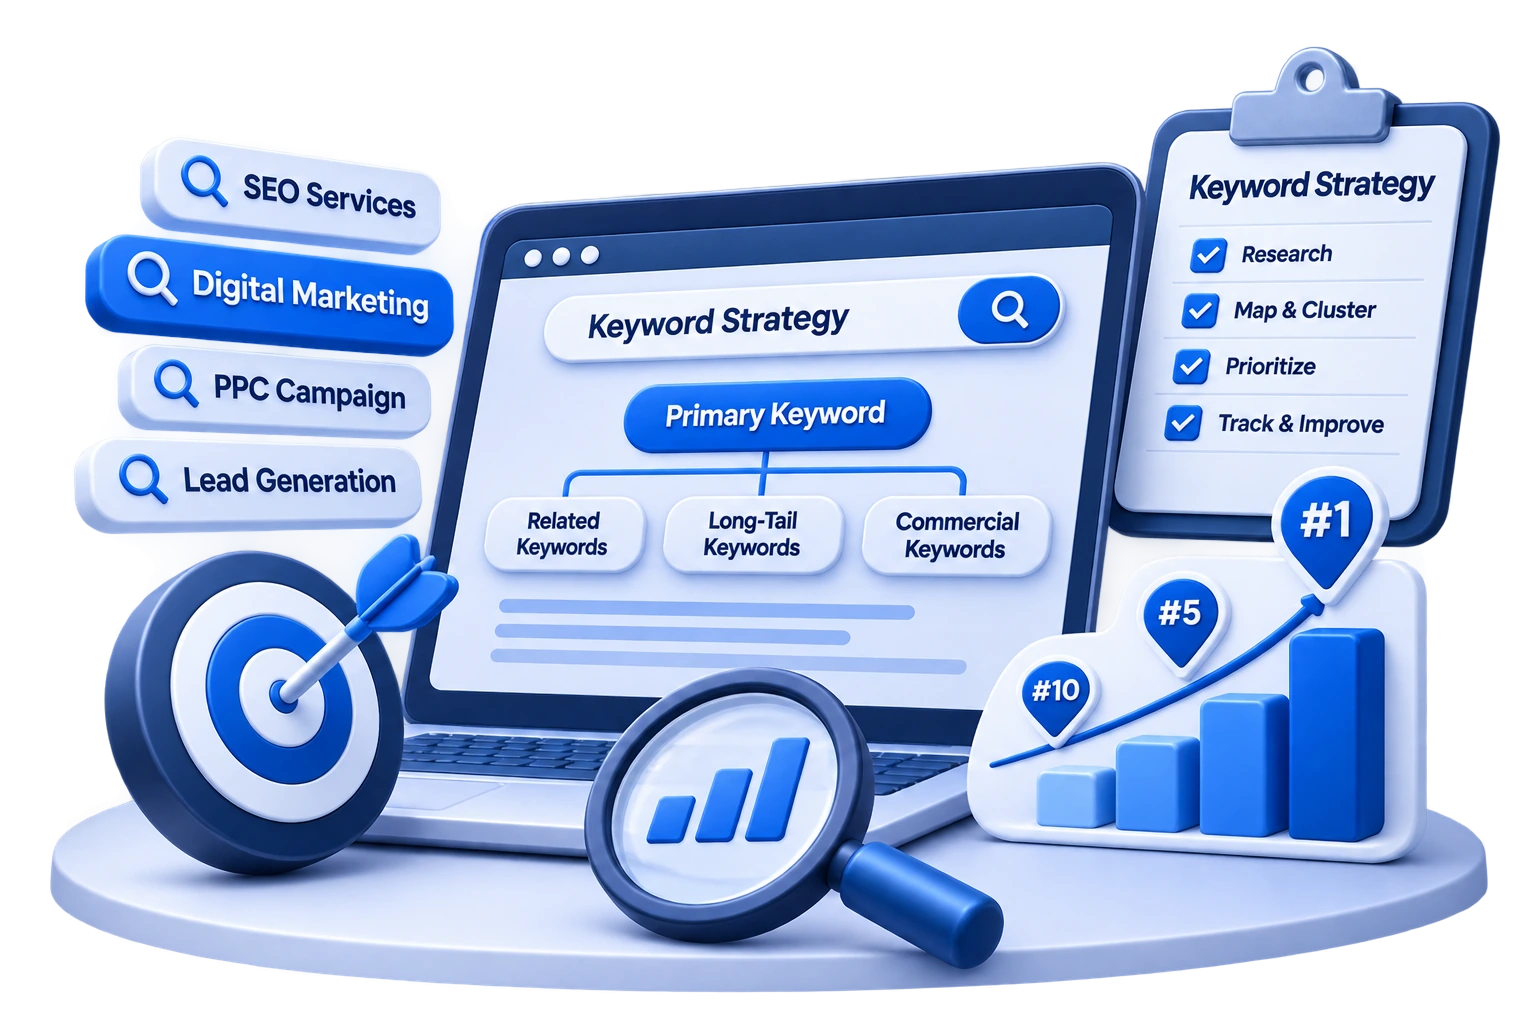 SEO Services
Digital Marketing
PPC Campaign
Lead Generation
Keyword Strategy
Primary Keyword
Related
Keywords
Long-Tail
Keywords
Commercial
Keywords
Keyword Strategy
Research
Map & Cluster
Prioritize
Track & Improve
#10
#5
#1